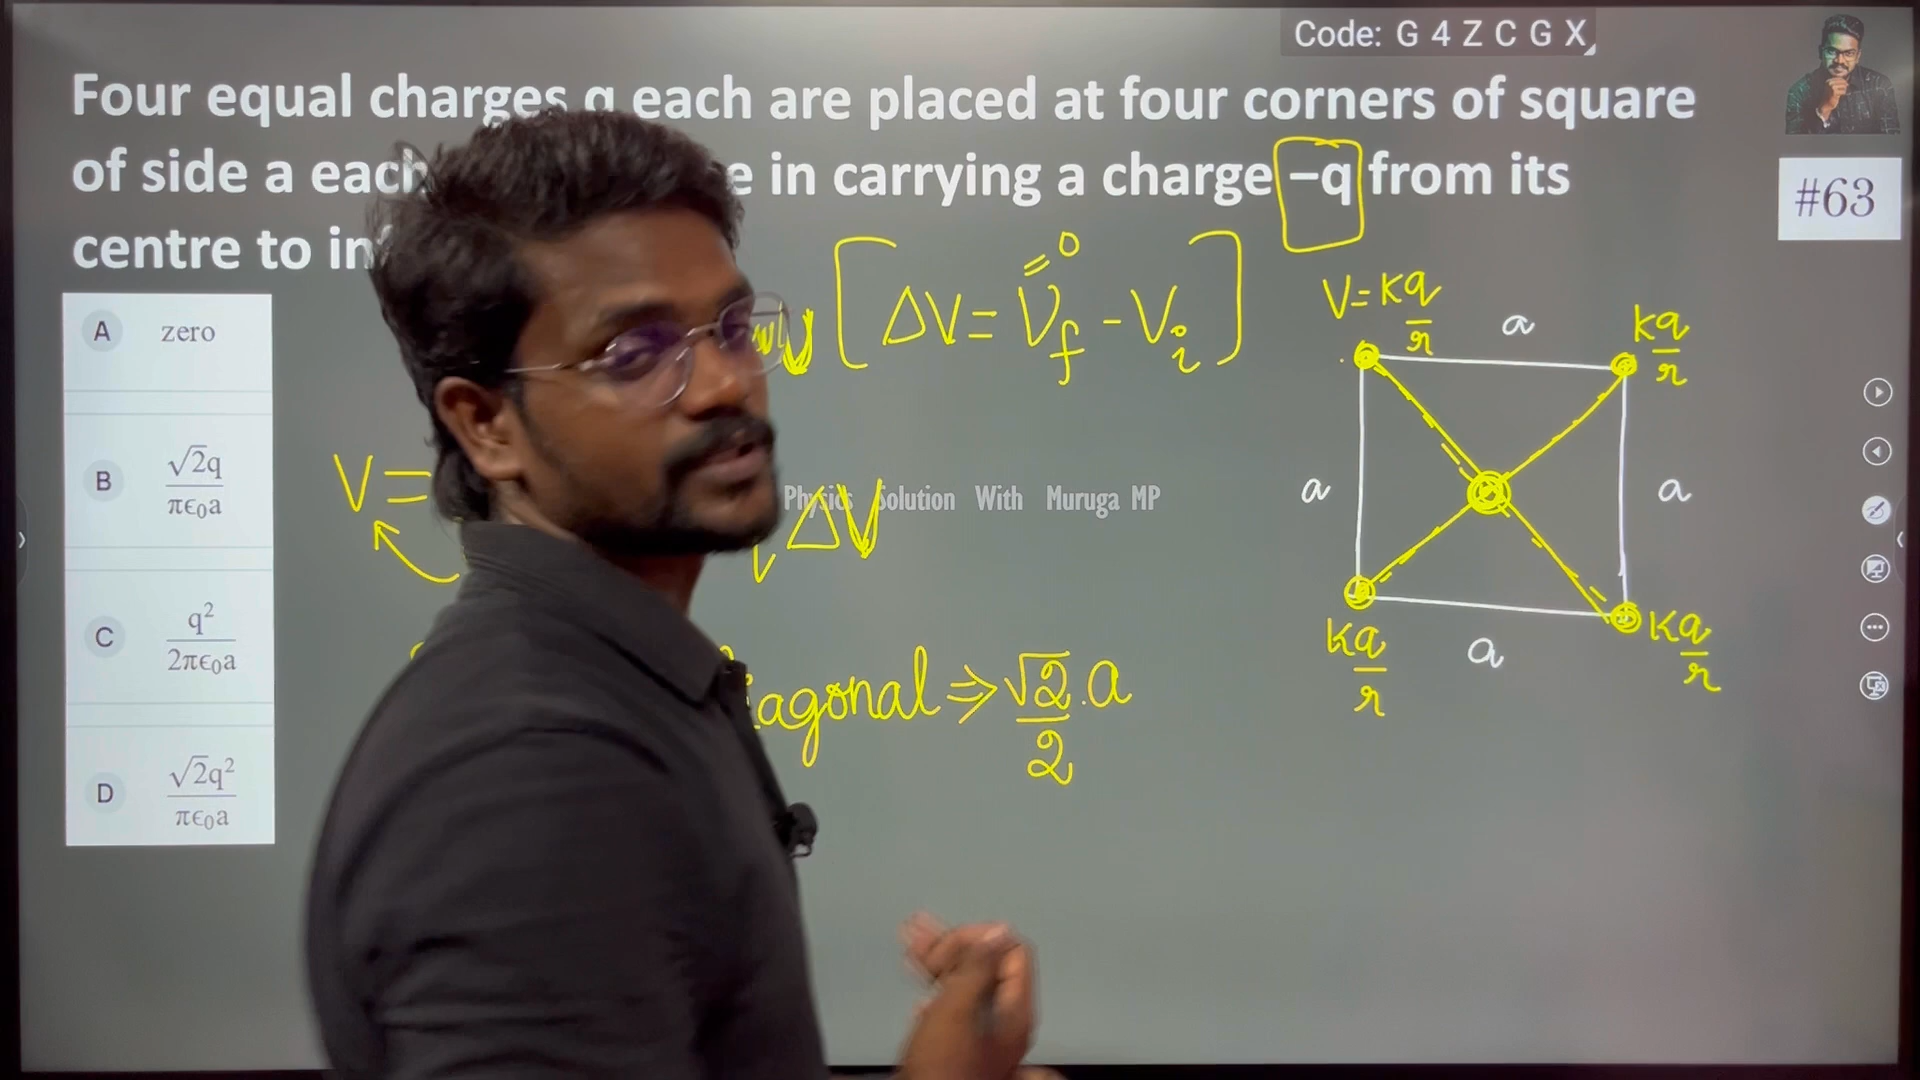 Code: G 4 Z C G X
Four equal charges q each are placed at four corners of square
of side a each in carrying a charge −q from its
centre to
#63
A zero
B √2q / πϵ₀a
C q² / 2πϵ₀a
D √2q² / πϵ₀a
[ΔV = V_f − V_i]
= 0
V = kq/r
kq/r
kq/r
kq/r
a
a
a
a
V =
ΔV
Physics Solution With Muruga MP
⇒ √2/2 . a